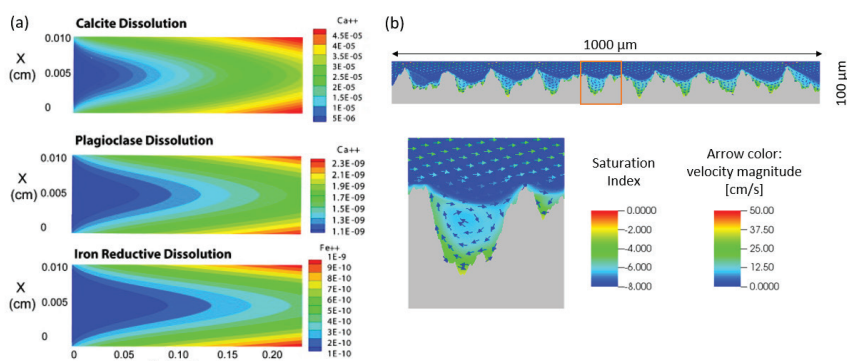 (a)
Calcite Dissolution
Ca++
0.010
X
(cm)
0.005
0
4.5E-05
4E-05
3.5E-05
3E-05
2.5E-05
2E-05
1.5E-05
1E-05
5E-06
Plagioclase Dissolution
Ca++
0.010
X
(cm)
0.005
0
2.3E-09
2.1E-09
1.9E-09
1.7E-09
1.5E-09
1.3E-09
1.1E-09
Iron Reductive Dissolution
Fe++
0.010
X
(cm)
0.005
0
1E-9
9E-10
8E-10
7E-10
6E-10
5E-10
4E-10
3E-10
2E-10
1E-10
0 0.05 0.10 0.15 0.20
(b)
1000 μm
100 μm
Saturation
Index
0.0000
-2.000
-4.000
-6.000
-8.000
Arrow color:
velocity magnitude
[cm/s]
50.00
37.50
25.00
12.50
0.0000